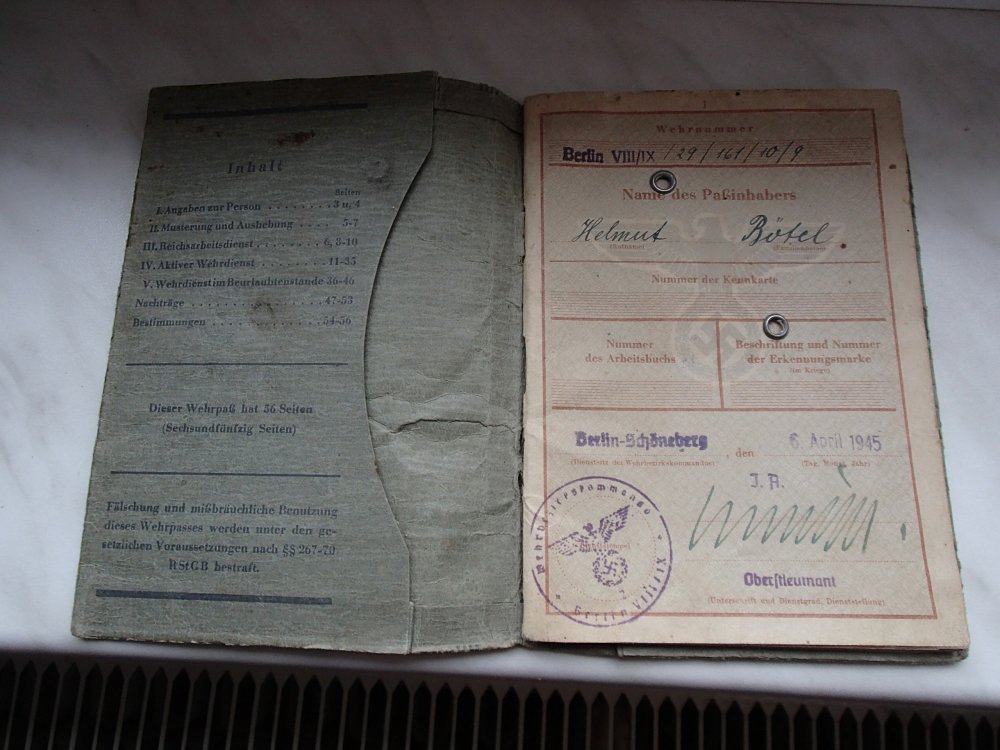 Inhalt
Seiten
I. Angaben zur Person . . . . . . . . 3 u. 4
II. Musterung und Aushebung . . . . 5-7
III. Reichsarbeitsdienst . . . . . . . 6, 8-10
IV. Aktiver Wehrdienst . . . . . . . 11-35
V. Wehrdienst im Beurlaubtenstande 36-46
Nachträge . . . . . . . . . . . . 47-53
Bestimmungen . . . . . . . . . . 54-56
Dieser Wehrpaß hat 56 Seiten
(Sechsundfünfzig Seiten)
Fälschung und mißbräuchliche Benutzung
dieses Wehrpasses werden unter den ge-
setzlichen Voraussetzungen nach §§ 267-70
RStGB bestraft.
1
Wehrnummer
Berlin VIII/IX /29/161/10/9
Name des Paßinhabers
Helmut Bötel
(Rufname) (Familienname)
Nummer der Kennkarte
Nummer
des Arbeitsbuchs
Beschriftung und Nummer
der Erkennungsmarke
(im Kriege)
Berlin-Schöneberg, den 6. April 1945
(Dienstsitz des Wehrbezirkskommandos) (Tag, Monat, Jahr)
J. A.
Wehrbezirkskommando
Berlin VIII/IX
Oberstleutnant
(Unterschrift und Dienstgrad, Dienststellung)